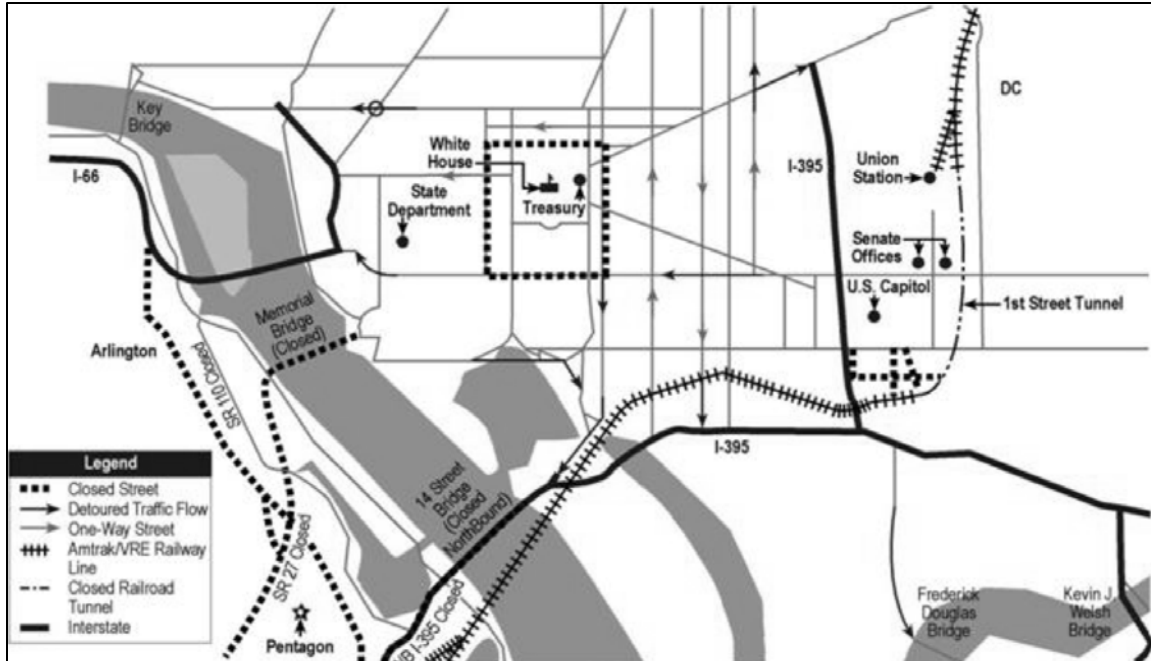 Key
Bridge
I-66
White
House
State
Department
Treasury
I-395
DC
Union
Station
Senate
Offices
U.S. Capitol
1st Street Tunnel
Memorial
Bridge
(Closed)
Arlington
SR 110 Closed
I-395
14 Street
Bridge
(Closed
NorthBound)
SR 27 Closed
Pentagon
NB I-395 Closed
Frederick
Douglas
Bridge
Kevin J.
Welsh
Bridge
Legend
Closed Street
Detoured Traffic Flow
One-Way Street
Amtrak/VRE Railway
Line
Closed Railroad
Tunnel
Interstate